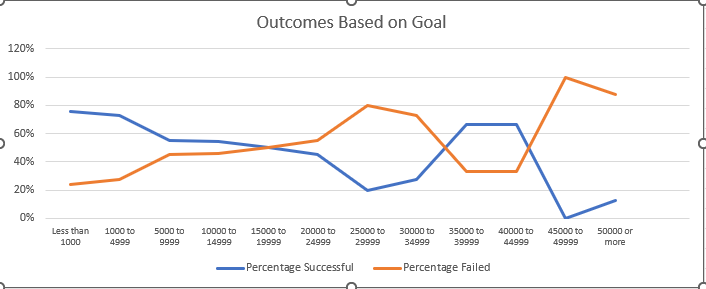 Outcomes Based on Goal
120%
100%
80%
60%
40%
20%
0%
Less than 1000
1000 to 4999
5000 to 9999
10000 to 14999
15000 to 19999
20000 to 24999
25000 to 29999
30000 to 34999
35000 to 39999
40000 to 44999
45000 to 49999
50000 or more
Percentage Successful
Percentage Failed